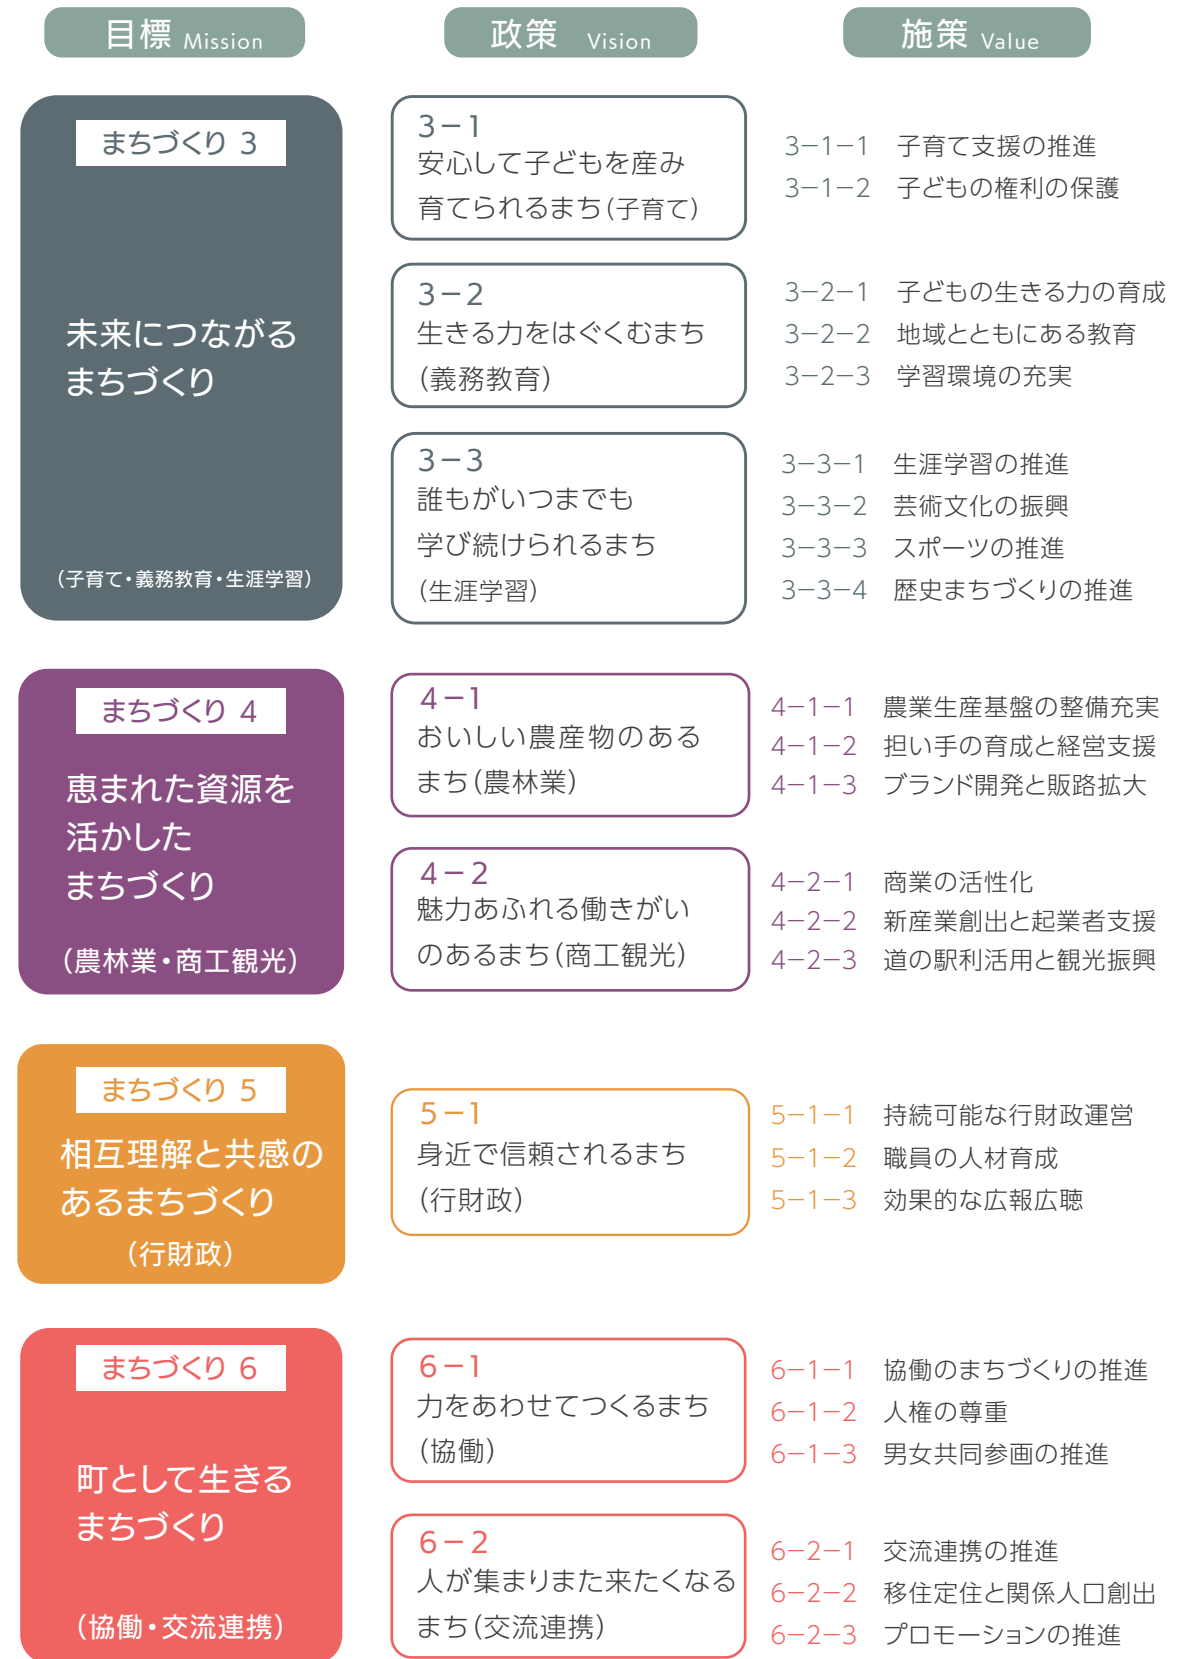 目標 Mission
政策 Vision
施策 Value
まちづくり 3
未来につながる
まちづくり
（子育て・義務教育・生涯学習）
3－1
安心して子どもを産み
育てられるまち（子育て）
3－1－1 子育て支援の推進
3－1－2 子どもの権利の保護
3－2
生きる力をはぐくむまち
（義務教育）
3－2－1 子どもの生きる力の育成
3－2－2 地域とともにある教育
3－2－3 学習環境の充実
3－3
誰もがいつまでも
学び続けられるまち
（生涯学習）
3－3－1 生涯学習の推進
3－3－2 芸術文化の振興
3－3－3 スポーツの推進
3－3－4 歴史まちづくりの推進
まちづくり 4
恵まれた資源を
活かした
まちづくり
（農林業・商工観光）
4－1
おいしい農産物のある
まち（農林業）
4－1－1 農業生産基盤の整備充実
4－1－2 担い手の育成と経営支援
4－1－3 ブランド開発と販路拡大
4－2
魅力あふれる働きがい
のあるまち（商工観光）
4－2－1 商業の活性化
4－2－2 新産業創出と起業者支援
4－2－3 道の駅利活用と観光振興
まちづくり 5
相互理解と共感の
あるまちづくり
（行財政）
5－1
身近で信頼されるまち
（行財政）
5－1－1 持続可能な行財政運営
5－1－2 職員の人材育成
5－1－3 効果的な広報広聴
まちづくり 6
町として生きる
まちづくり
（協働・交流連携）
6－1
力をあわせてつくるまち
（協働）
6－1－1 協働のまちづくりの推進
6－1－2 人権の尊重
6－1－3 男女共同参画の推進
6－2
人が集まりまた来たくなる
まち（交流連携）
6－2－1 交流連携の推進
6－2－2 移住定住と関係人口創出
6－2－3 プロモーションの推進